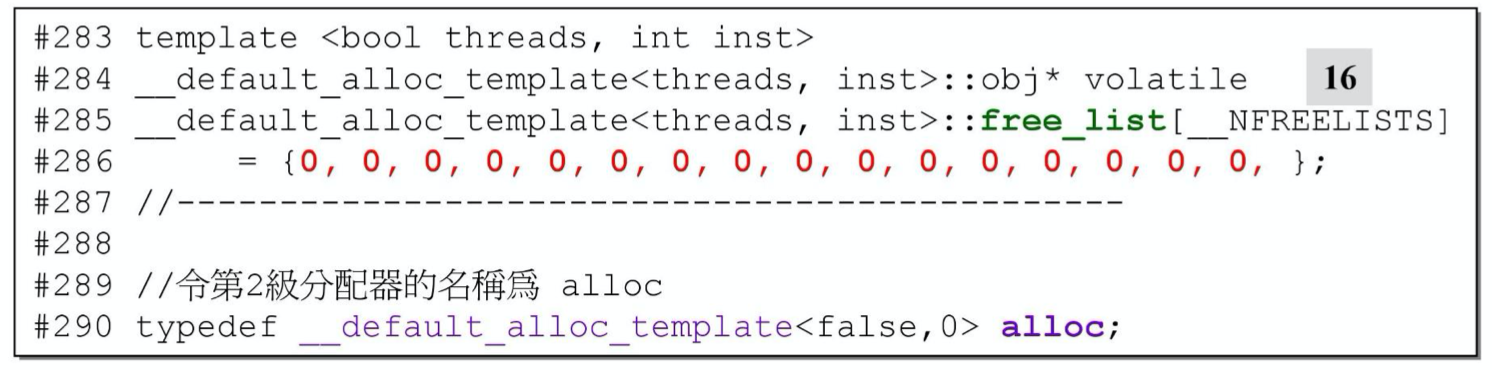 #283 template <bool threads, int inst>
#284 __default_alloc_template<threads, inst>::obj* volatile 16
#285 __default_alloc_template<threads, inst>::free_list[__NFREELISTS]
#286      = {0, 0, 0, 0, 0, 0, 0, 0, 0, 0, 0, 0, 0, 0, 0, 0, };
#287 //----------------------------------------------
#288
#289 //令第2級分配器的名稱爲 alloc
#290 typedef __default_alloc_template<false,0> alloc;